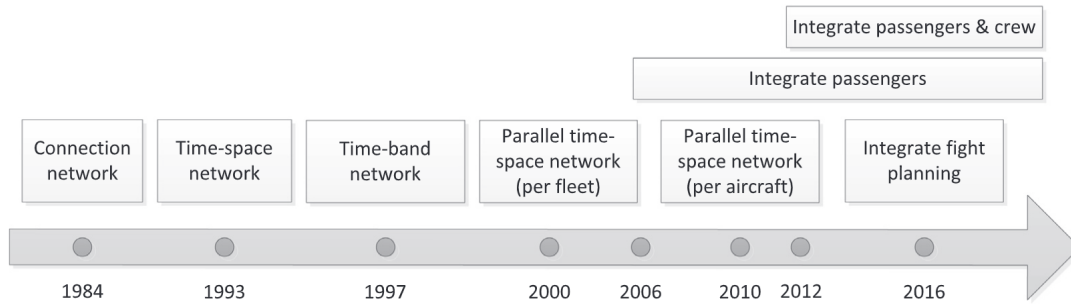 Integrate passengers & crew
Integrate passengers
Connection
network
Time-space
network
Time-band
network
Parallel time-
space network
(per fleet)
Parallel time-
space network
(per aircraft)
Integrate fight
planning
1984
1993
1997
2000
2006
2010
2012
2016